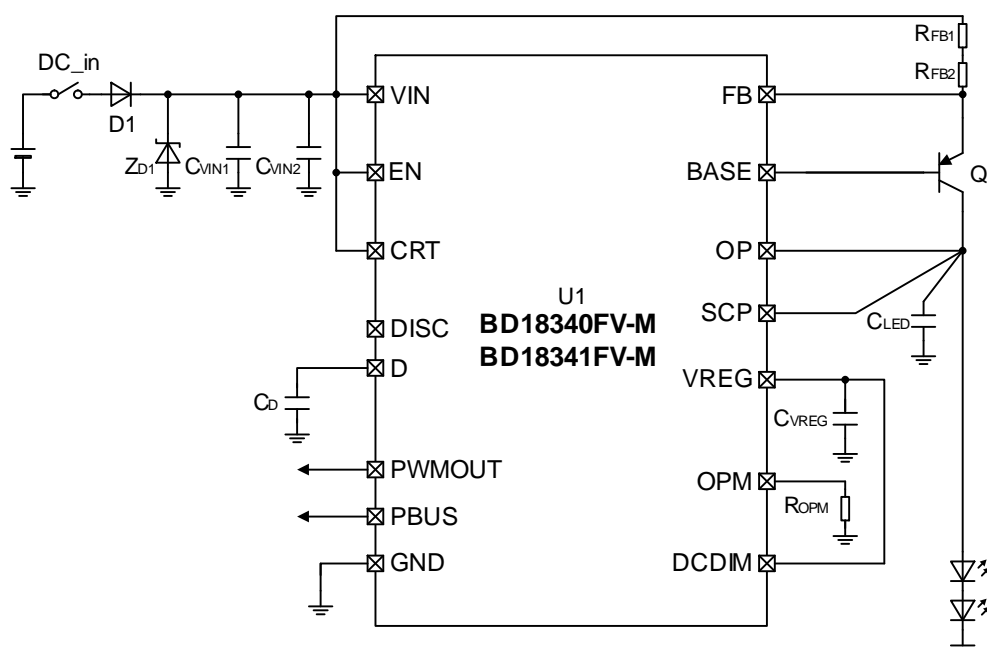 RFB1
DC_in
RFB2
VIN
FB
D1
ZD1
CVIN1
CVIN2
EN
BASE
Q
CRT
OP
U1
BD18340FV-M
BD18341FV-M
SCP
CLED
DISC
D
VREG
CD
CVREG
PWMOUT
OPM
ROPM
PBUS
GND
DCDIM